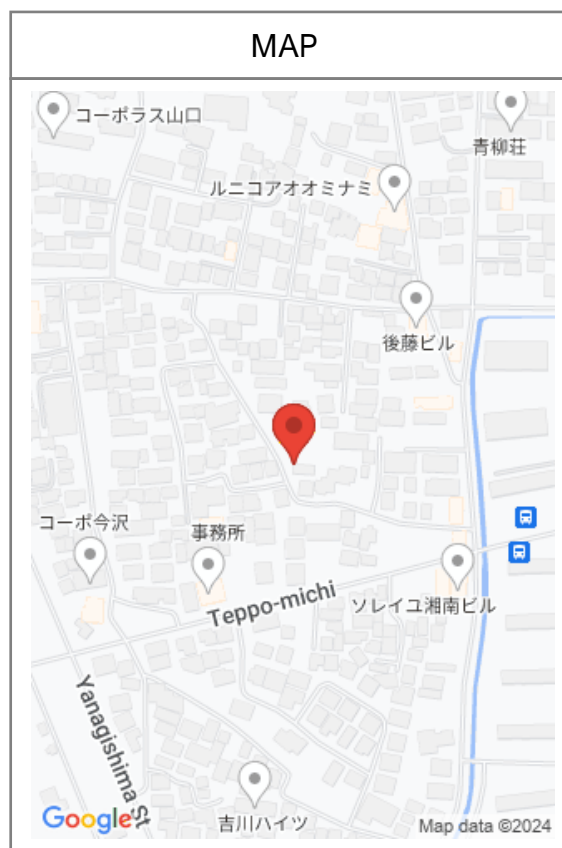 MAP
コーポラス山口
青柳荘
ルニコアオオミナミ
後藤ビル
コーポ今沢
事務所
Teppo-michi
ソレイユ湘南ビル
Yanagishima St
吉川ハイツ
Google
Map data ©2024